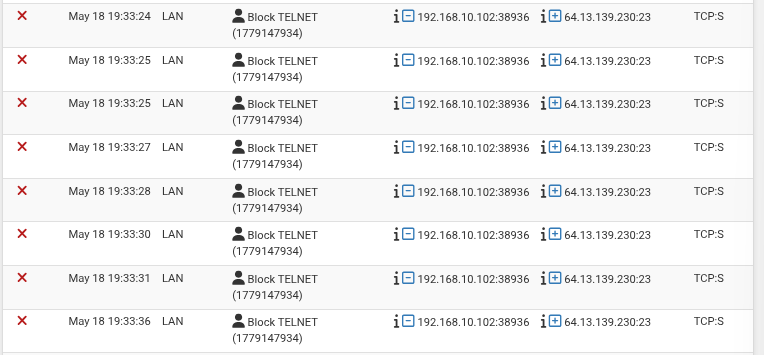 May 18 19:33:24 LAN Block TELNET 192.168.10.102:38936 64.13.139.230:23 TCP:S
(1779147934)
May 18 19:33:25 LAN Block TELNET 192.168.10.102:38936 64.13.139.230:23 TCP:S
(1779147934)
May 18 19:33:25 LAN Block TELNET 192.168.10.102:38936 64.13.139.230:23 TCP:S
(1779147934)
May 18 19:33:27 LAN Block TELNET 192.168.10.102:38936 64.13.139.230:23 TCP:S
(1779147934)
May 18 19:33:28 LAN Block TELNET 192.168.10.102:38936 64.13.139.230:23 TCP:S
(1779147934)
May 18 19:33:30 LAN Block TELNET 192.168.10.102:38936 64.13.139.230:23 TCP:S
(1779147934)
May 18 19:33:31 LAN Block TELNET 192.168.10.102:38936 64.13.139.230:23 TCP:S
(1779147934)
May 18 19:33:36 LAN Block TELNET 192.168.10.102:38936 64.13.139.230:23 TCP:S
(1779147934)